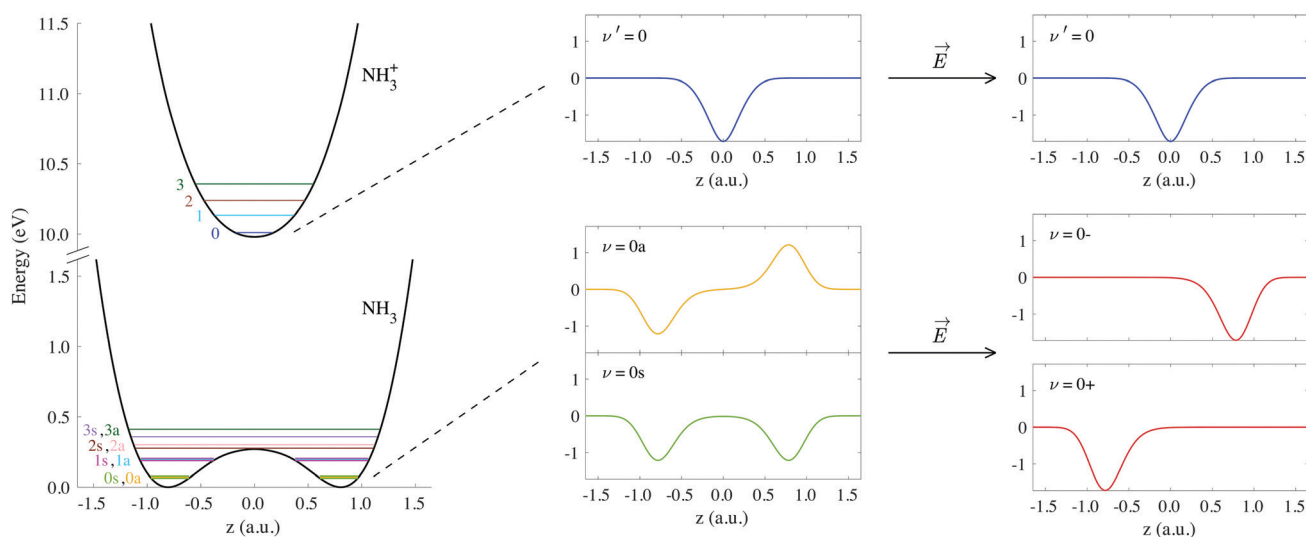 Energy (eV)
11.5
11.0
10.5
10.0
1.5
1.0
0.5
0.0
NH₃⁺
3
2
1
0
NH₃
3s,3a
2s,2a
1s,1a
0s,0a
-1.5 -1.0 -0.5 0.0 0.5 1.0 1.5
z (a.u.)
ν' = 0
1
0
-1
-1.5 -1.0 -0.5 0.0 0.5 1.0 1.5
z (a.u.)
E⃗
ν' = 0
1
0
-1
-1.5 -1.0 -0.5 0.0 0.5 1.0 1.5
z (a.u.)
ν = 0a
1
0
-1
ν = 0s
1
0
-1
-1.5 -1.0 -0.5 0.0 0.5 1.0 1.5
z (a.u.)
E⃗
ν = 0-
1
0
-1
ν = 0+
1
0
-1
-1.5 -1.0 -0.5 0.0 0.5 1.0 1.5
z (a.u.)